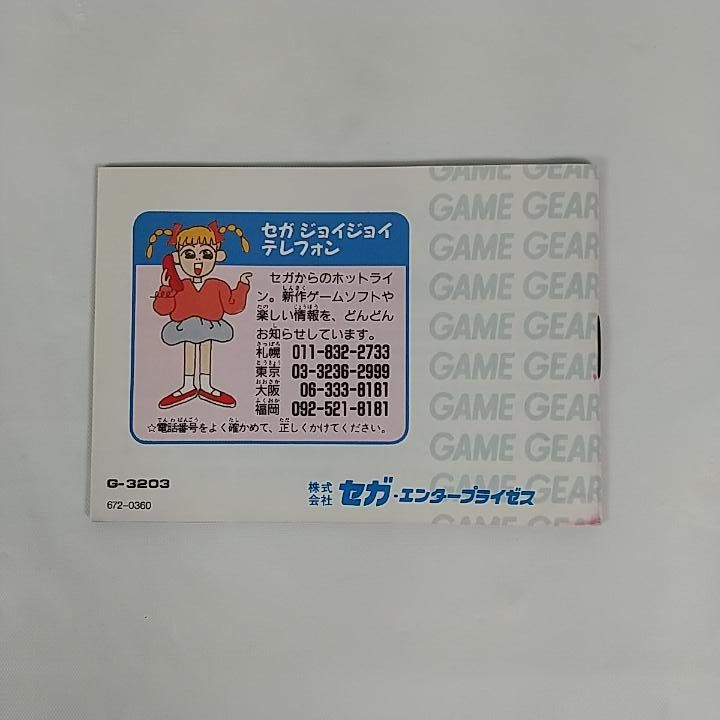 セガ ジョイジョイ
テレフォン
セガからのホットライ
ン。新作ゲームソフトや
楽しい情報を、どんどん
お知らせしています。
札幌 011-832-2733
東京 03-3236-2999
大阪 06-333-8181
福岡 092-521-8181
☆電話番号をよく確かめて、正しくかけてください。
G-3203
672-0360
株式会社 セガ・エンタープライゼス
GAME GEAR
GAME GEAR
GAME GEAR
GAME GEAR
GAME GEAR
GAME GEAR
GAME GEAR
GAME GEAR
GEAR
GAME GEAR